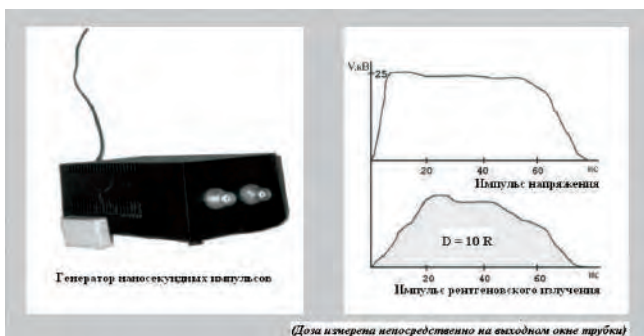 V,кВ
25
20
40
60
нс
Импульс напряжения
D = 10 R
20
40
60
нс
Генератор наносекундных импульсов
Импульс рентгеновского излучения
(Доза измерена непосредственно на выходном окне трубки)